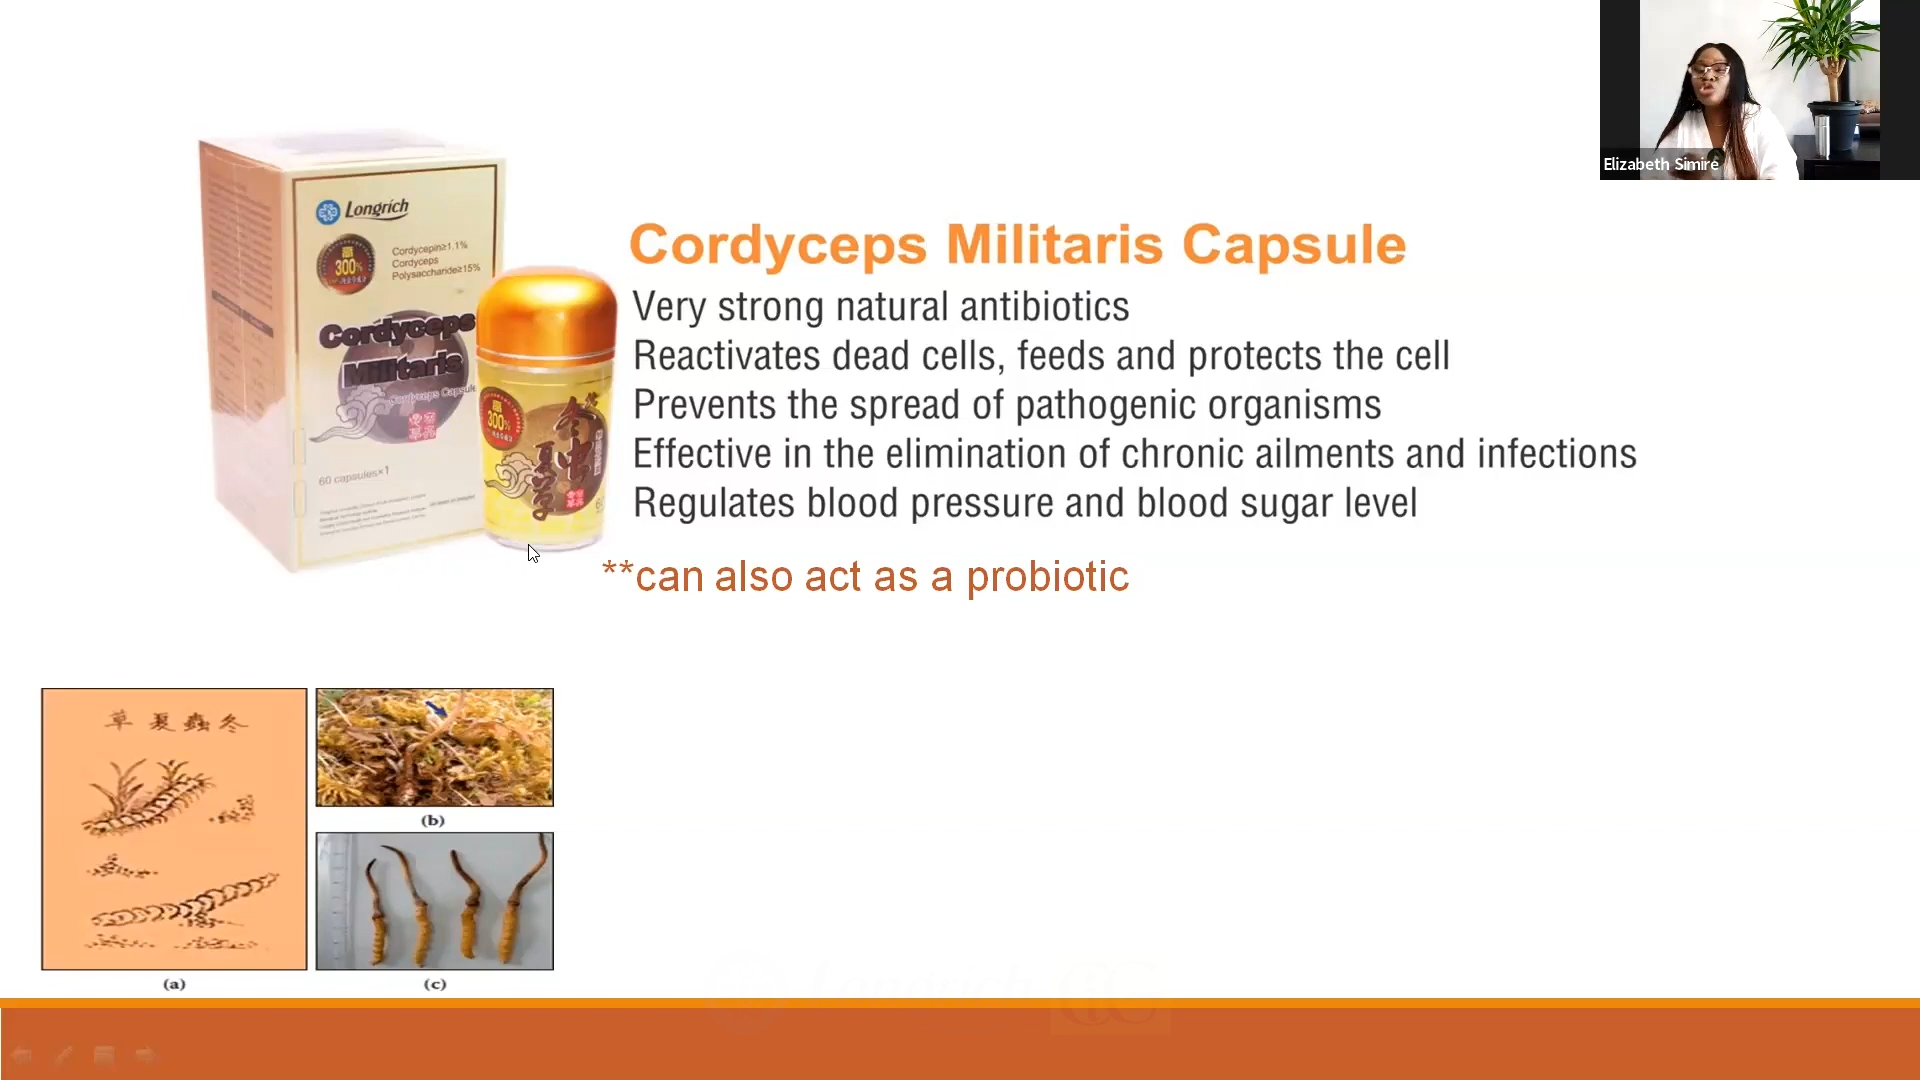 Elizabeth Simire
Longrich
Cordycepin≥1.1%
Cordyceps
Polysaccharide≥15%
300%
Cordyceps
Militaris
Cordyceps Capsule
60 capsules×1
300%
Cordyceps Militaris Capsule
Very strong natural antibiotics
Reactivates dead cells, feeds and protects the cell
Prevents the spread of pathogenic organisms
Effective in the elimination of chronic ailments and infections
Regulates blood pressure and blood sugar level
**can also act as a probiotic
草夏蟲冬
(a)
(b)
(c)